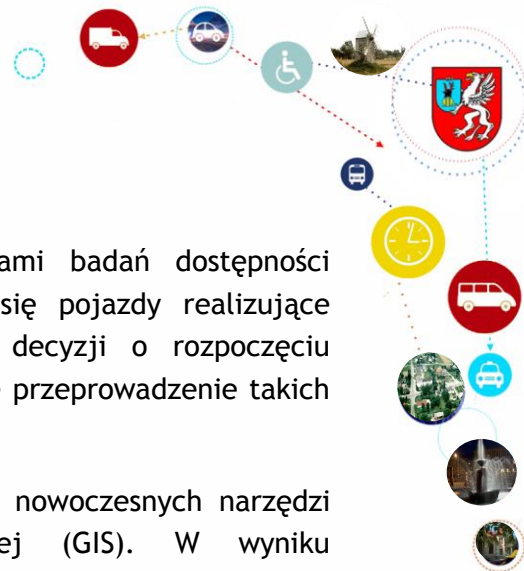 ami badań dostępności
się pojazdy realizujące
decyzji o rozpoczęciu
przeprowadzenie takich
nowoczesnych narzędzi
ej (GIS). W wyniku